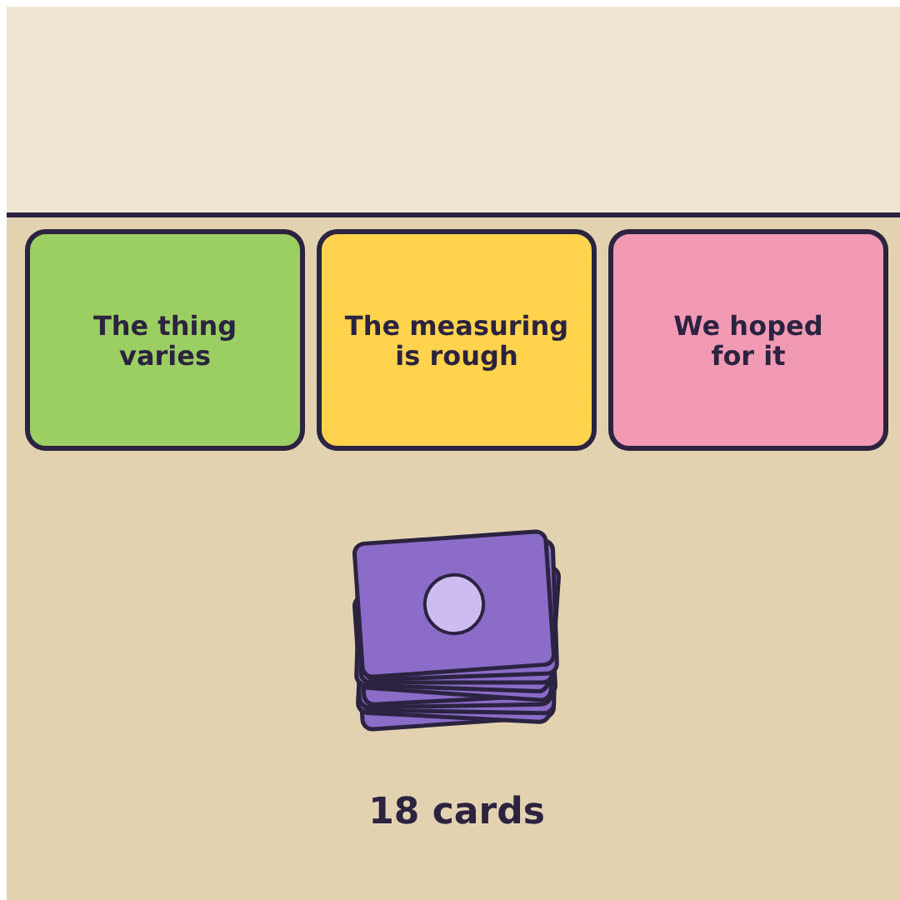 The thing
varies
The measuring
is rough
We hoped
for it
18 cards